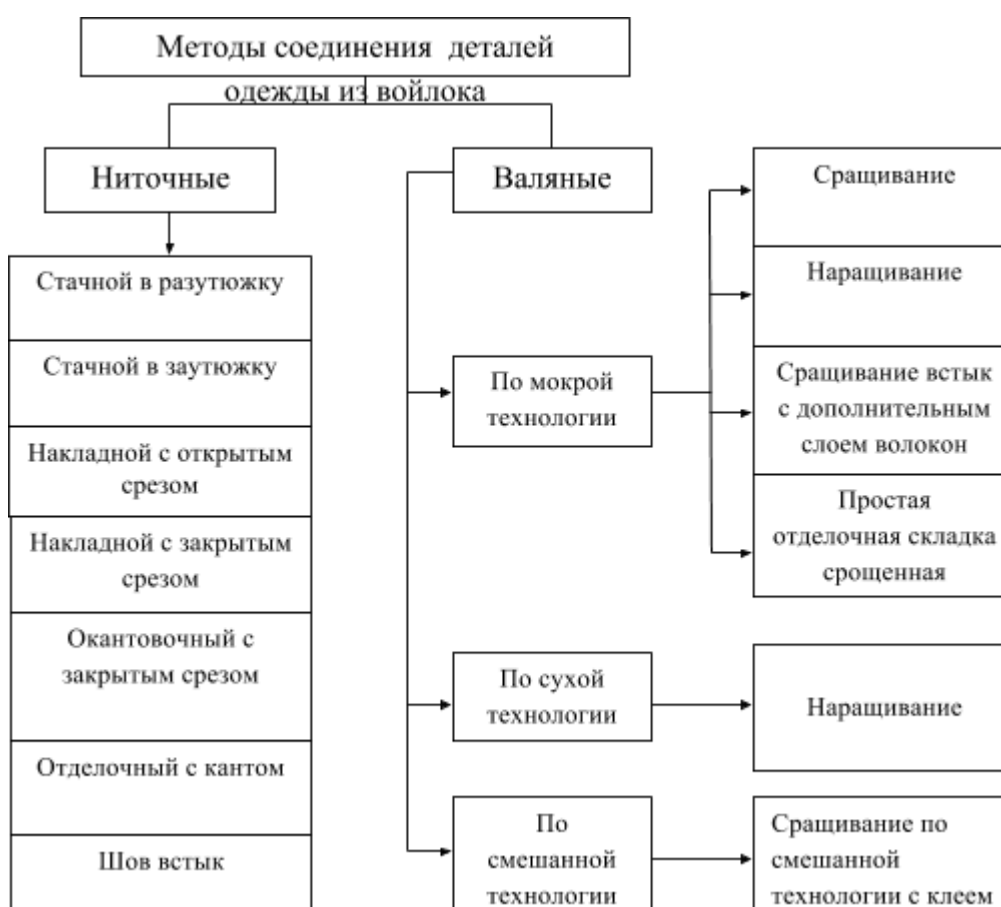 Методы соединения деталей
одежды из войлока
Ниточные
Валяные
Стачной в разутюжку
Стачной в заутюжку
Накладной с открытым
срезом
Накладной с закрытым
срезом
Окантовочный с
закрытым срезом
Отделочный с кантом
Шов встык
По мокрой
технологии
Сращивание
Наращивание
Сращивание встык
с дополнительным
слоем волокон
Простая
отделочная складка
срощенная
По сухой
технологии
Наращивание
По
смешанной
технологии
Сращивание по
смешанной
технологии с клеем